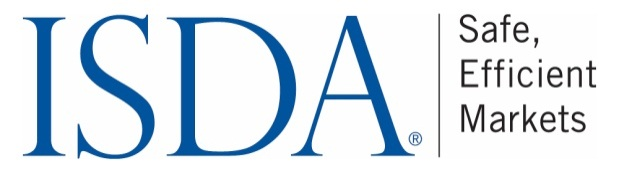 ISDA®
Safe,
Efficient
Markets